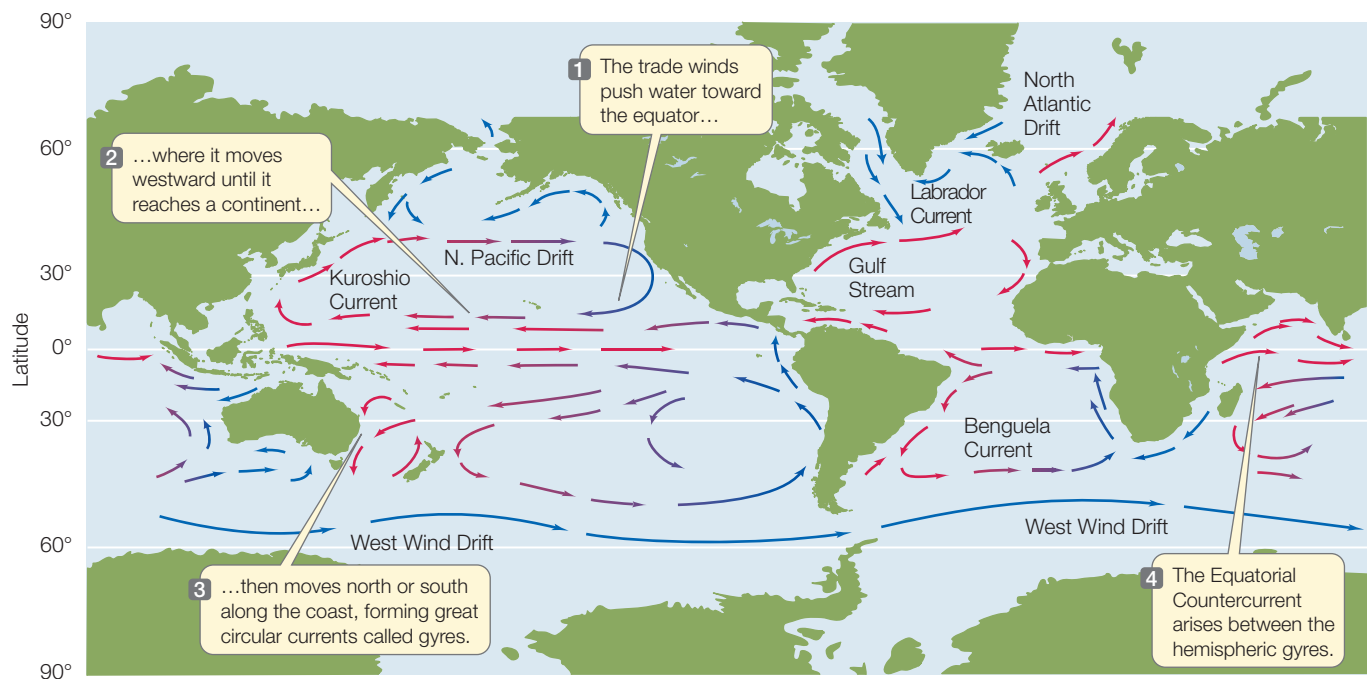 90°
60°
30°
0°
30°
60°
90°
Latitude
1 The trade winds
push water toward
the equator…
2 …where it moves
westward until it
reaches a continent…
North
Atlantic
Drift
Labrador
Current
N. Pacific Drift
Kuroshio
Current
Gulf
Stream
Benguela
Current
West Wind Drift
West Wind Drift
3 …then moves north or south
along the coast, forming great
circular currents called gyres.
4 The Equatorial
Countercurrent
arises between the
hemispheric gyres.